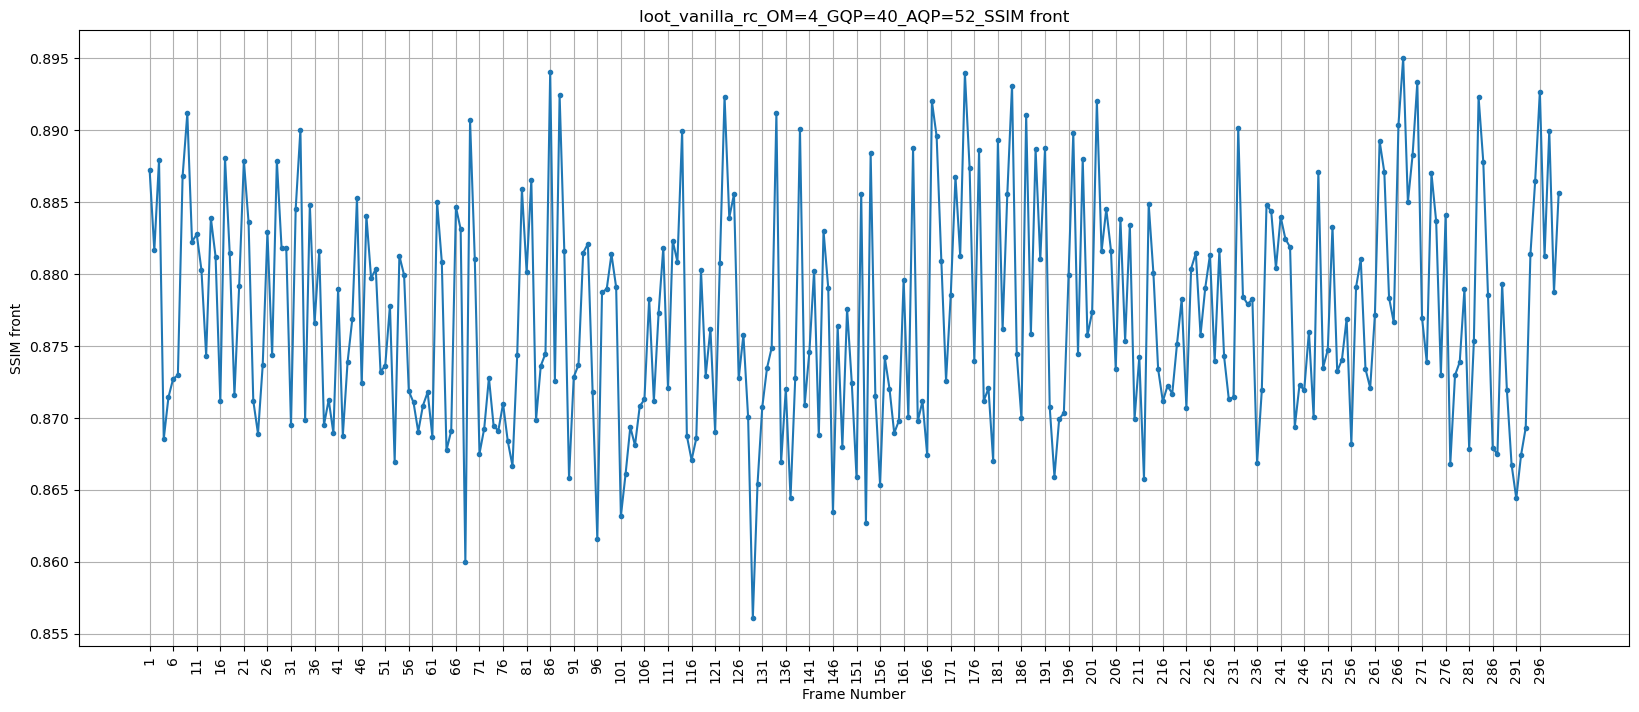 loot_vanilla_rc_OM=4_GQP=40_AQP=52_SSIM front
SSIM front
0.895
0.890
0.885
0.880
0.875
0.870
0.865
0.860
0.855
1 6 11 16 21 26 31 36 41 46 51 56 61 66 71 76 81 86 91 96 101 106 111 116 121 126 131 136 141 146 151 156 161 166 171 176 181 186 191 196 201 206 211 216 221 226 231 236 241 246 251 256 261 266 271 276 281 286 291 296
Frame Number